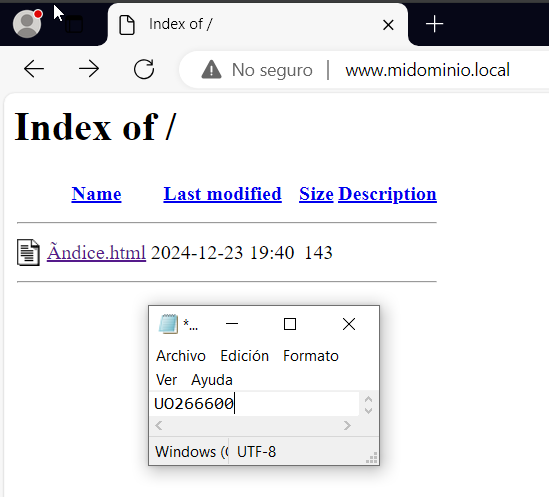 Index of /
No seguro | www.midominio.local
Index of /
Name Last modified Size Description
Ãndice.html 2024-12-23 19:40 143
*...
Archivo Edición Formato
Ver Ayuda
UO266600
Windows (C UTF-8